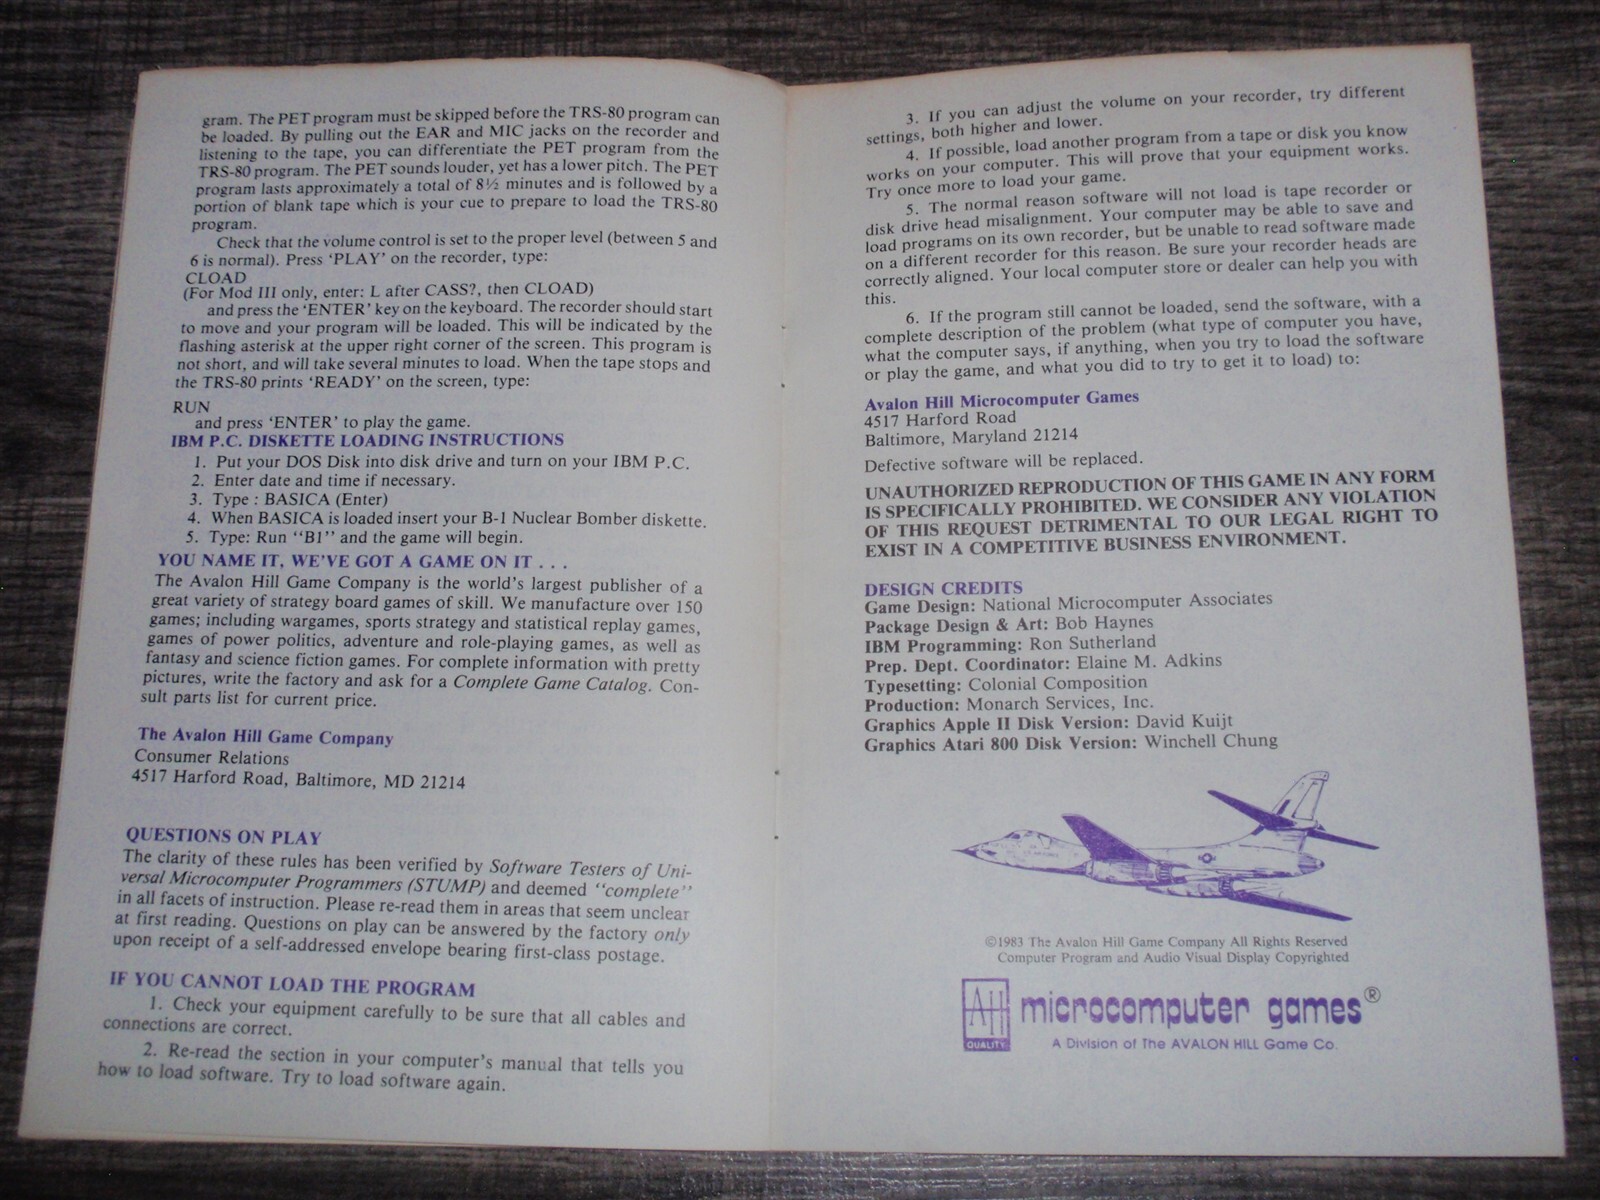 gram. The PET program must be skipped before the TRS-80 program can
be loaded. By pulling out the EAR and MIC jacks on the recorder and
listening to the tape, you can differentiate the PET program from the
TRS-80 program. The PET sounds louder, yet has a lower pitch. The PET
program lasts approximately a total of 8½ minutes and is followed by a
portion of blank tape which is your cue to prepare to load the TRS-80
program.
Check that the volume control is set to the proper level (between 5 and
6 is normal). Press 'PLAY' on the recorder, type:
CLOAD
(For Mod III only, enter: L after CASS?, then CLOAD)
and press the 'ENTER' key on the keyboard. The recorder should start
to move and your program will be loaded. This will be indicated by the
flashing asterisk at the upper right corner of the screen. This program is
not short, and will take several minutes to load. When the tape stops and
the TRS-80 prints 'READY' on the screen, type:
RUN
and press 'ENTER' to play the game.
IBM P.C. DISKETTE LOADING INSTRUCTIONS
1. Put your DOS Disk into disk drive and turn on your IBM P.C.
2. Enter date and time if necessary.
3. Type : BASICA (Enter)
4. When BASICA is loaded insert your B-1 Nuclear Bomber diskette.
5. Type: Run "B1" and the game will begin.
YOU NAME IT, WE'VE GOT A GAME ON IT . . .
The Avalon Hill Game Company is the world's largest publisher of a
great variety of strategy board games of skill. We manufacture over 150
games; including wargames, sports strategy and statistical replay games,
games of power politics, adventure and role-playing games, as well as
fantasy and science fiction games. For complete information with pretty
pictures, write the factory and ask for a Complete Game Catalog. Con-
sult parts list for current price.
The Avalon Hill Game Company
Consumer Relations
4517 Harford Road, Baltimore, MD 21214
QUESTIONS ON PLAY
The clarity of these rules has been verified by Software Testers of Uni-
versal Microcomputer Programmers (STUMP) and deemed "complete"
in all facets of instruction. Please re-read them in areas that seem unclear
at first reading. Questions on play can be answered by the factory only
upon receipt of a self-addressed envelope bearing first-class postage.
IF YOU CANNOT LOAD THE PROGRAM
1. Check your equipment carefully to be sure that all cables and
connections are correct.
2. Re-read the section in your computer's manual that tells you
how to load software. Try to load software again.
3. If you can adjust the volume on your recorder, try different
settings, both higher and lower.
4. If possible, load another program from a tape or disk you know
works on your computer. This will prove that your equipment works.
Try once more to load your game.
5. The normal reason software will not load is tape recorder or
disk drive head misalignment. Your computer may be able to save and
load programs on its own recorder, but be unable to read software made
on a different recorder for this reason. Be sure your recorder heads are
correctly aligned. Your local computer store or dealer can help you with
this.
6. If the program still cannot be loaded, send the software, with a
complete description of the problem (what type of computer you have,
what the computer says, if anything, when you try to load the software
or play the game, and what you did to try to get it to load) to:
Avalon Hill Microcomputer Games
4517 Harford Road
Baltimore, Maryland 21214
Defective software will be replaced.
UNAUTHORIZED REPRODUCTION OF THIS GAME IN ANY FORM
IS SPECIFICALLY PROHIBITED. WE CONSIDER ANY VIOLATION
OF THIS REQUEST DETRIMENTAL TO OUR LEGAL RIGHT TO
EXIST IN A COMPETITIVE BUSINESS ENVIRONMENT.
DESIGN CREDITS
Game Design: National Microcomputer Associates
Package Design & Art: Bob Haynes
IBM Programming: Ron Sutherland
Prep. Dept. Coordinator: Elaine M. Adkins
Typesetting: Colonial Composition
Production: Monarch Services, Inc.
Graphics Apple II Disk Version: David Kuijt
Graphics Atari 800 Disk Version: Winchell Chung
©1983 The Avalon Hill Game Company All Rights Reserved
Computer Program and Audio Visual Display Copyrighted
AH QUALITY microcomputer games®
A Division of The AVALON HILL Game Co.